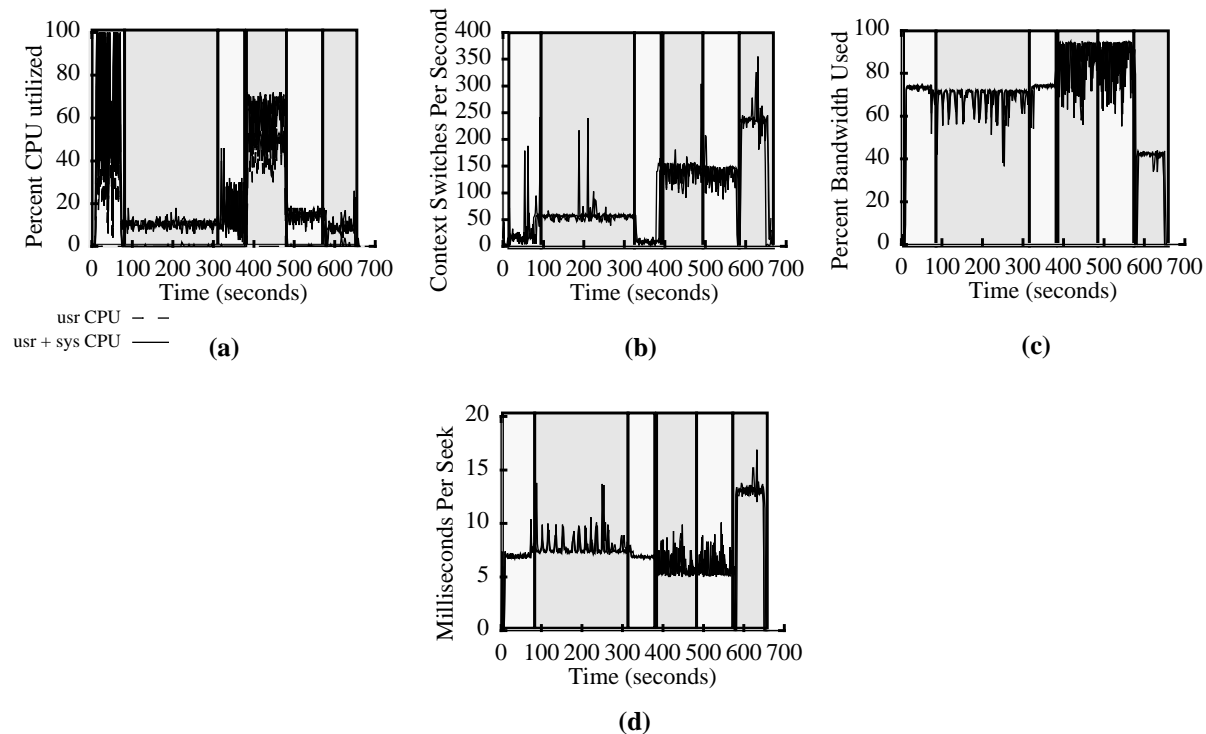 Percent CPU utilized
100
80
60
40
20
0
0 100 200 300 400 500 600 700
Time (seconds)
usr CPU
usr + sys CPU
(a)
Context Switches Per Second
400
350
300
250
200
150
100
50
0
0 100 200 300 400 500 600 700
Time (seconds)
(b)
Percent Bandwidth Used
100
80
60
40
20
0
0 100 200 300 400 500 600 700
Time (seconds)
(c)
Milliseconds Per Seek
20
15
10
5
0
0 100 200 300 400 500 600 700
Time (seconds)
(d)